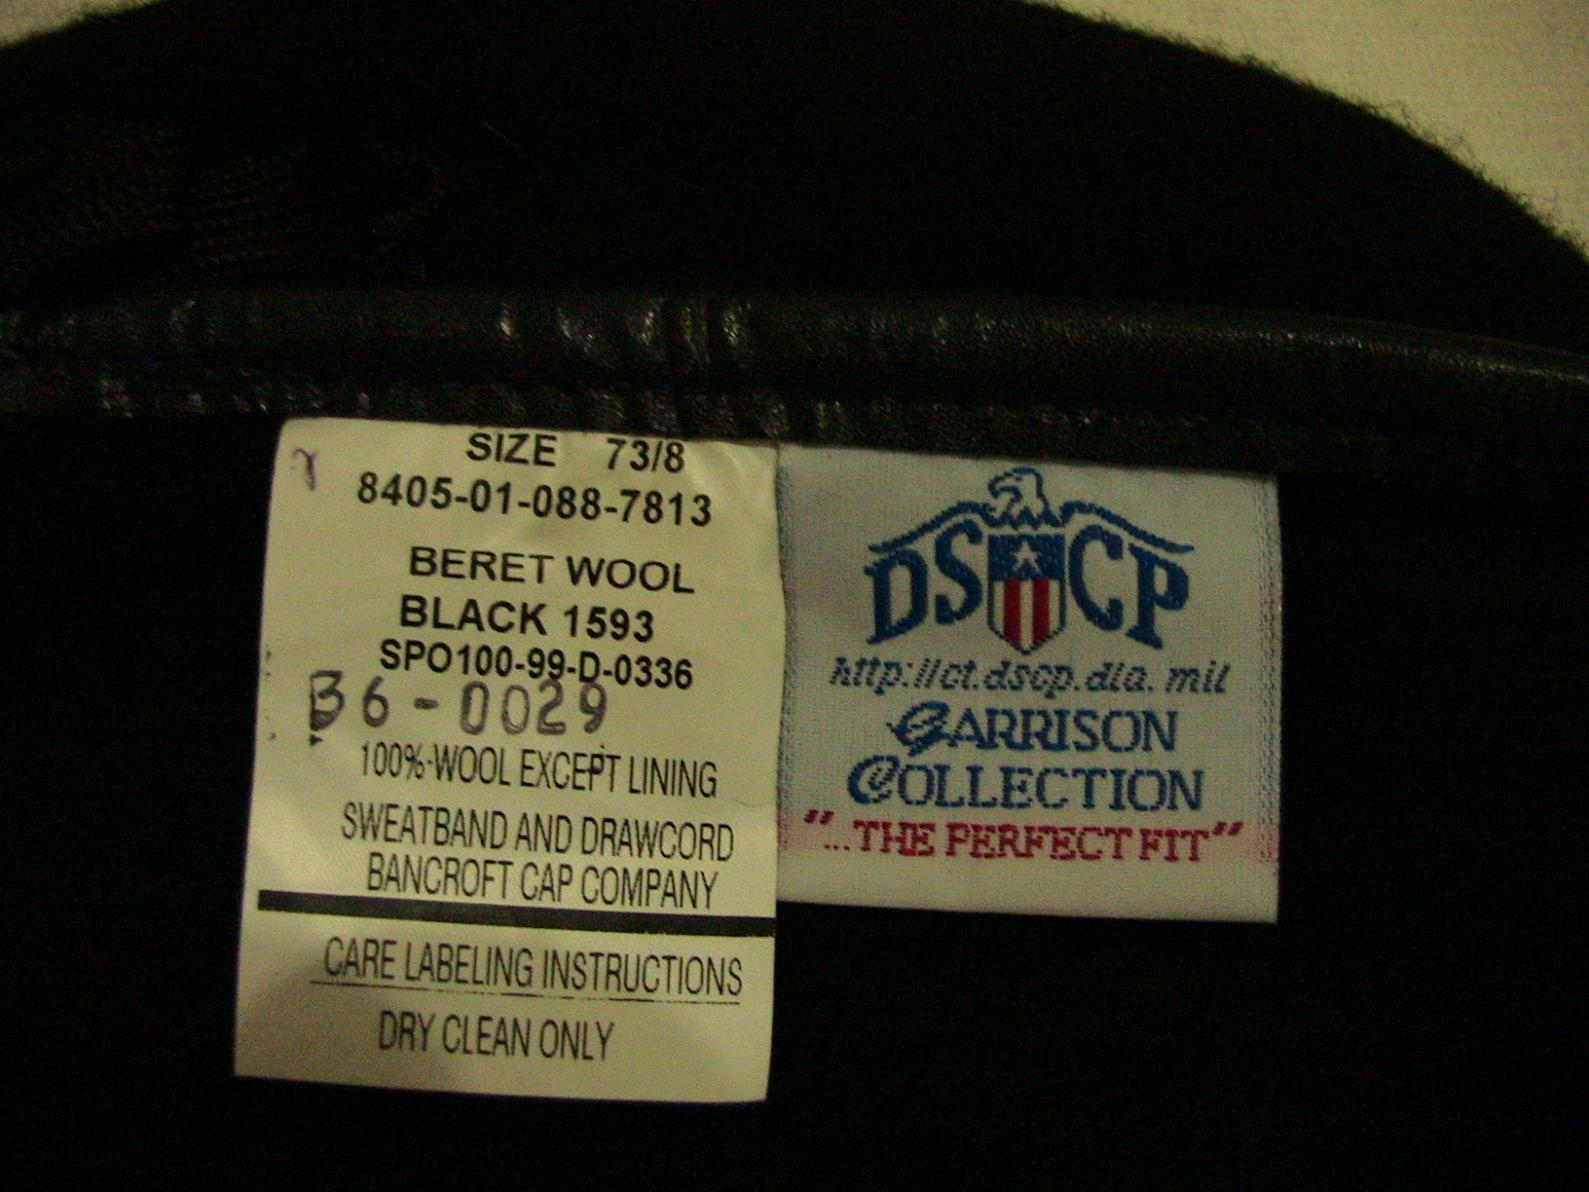 SIZE 73/8
8405-01-088-7813
BERET WOOL
BLACK 1593
SPO100-99-D-0336
B6-0029
100% WOOL EXCEPT LINING
SWEATBAND AND DRAWCORD
BANCROFT CAP COMPANY
CARE LABELING INSTRUCTIONS
DRY CLEAN ONLY
DSCP
http://ct.dscp.dla.mil
GARRISON
COLLECTION
"...THE PERFECT FIT"